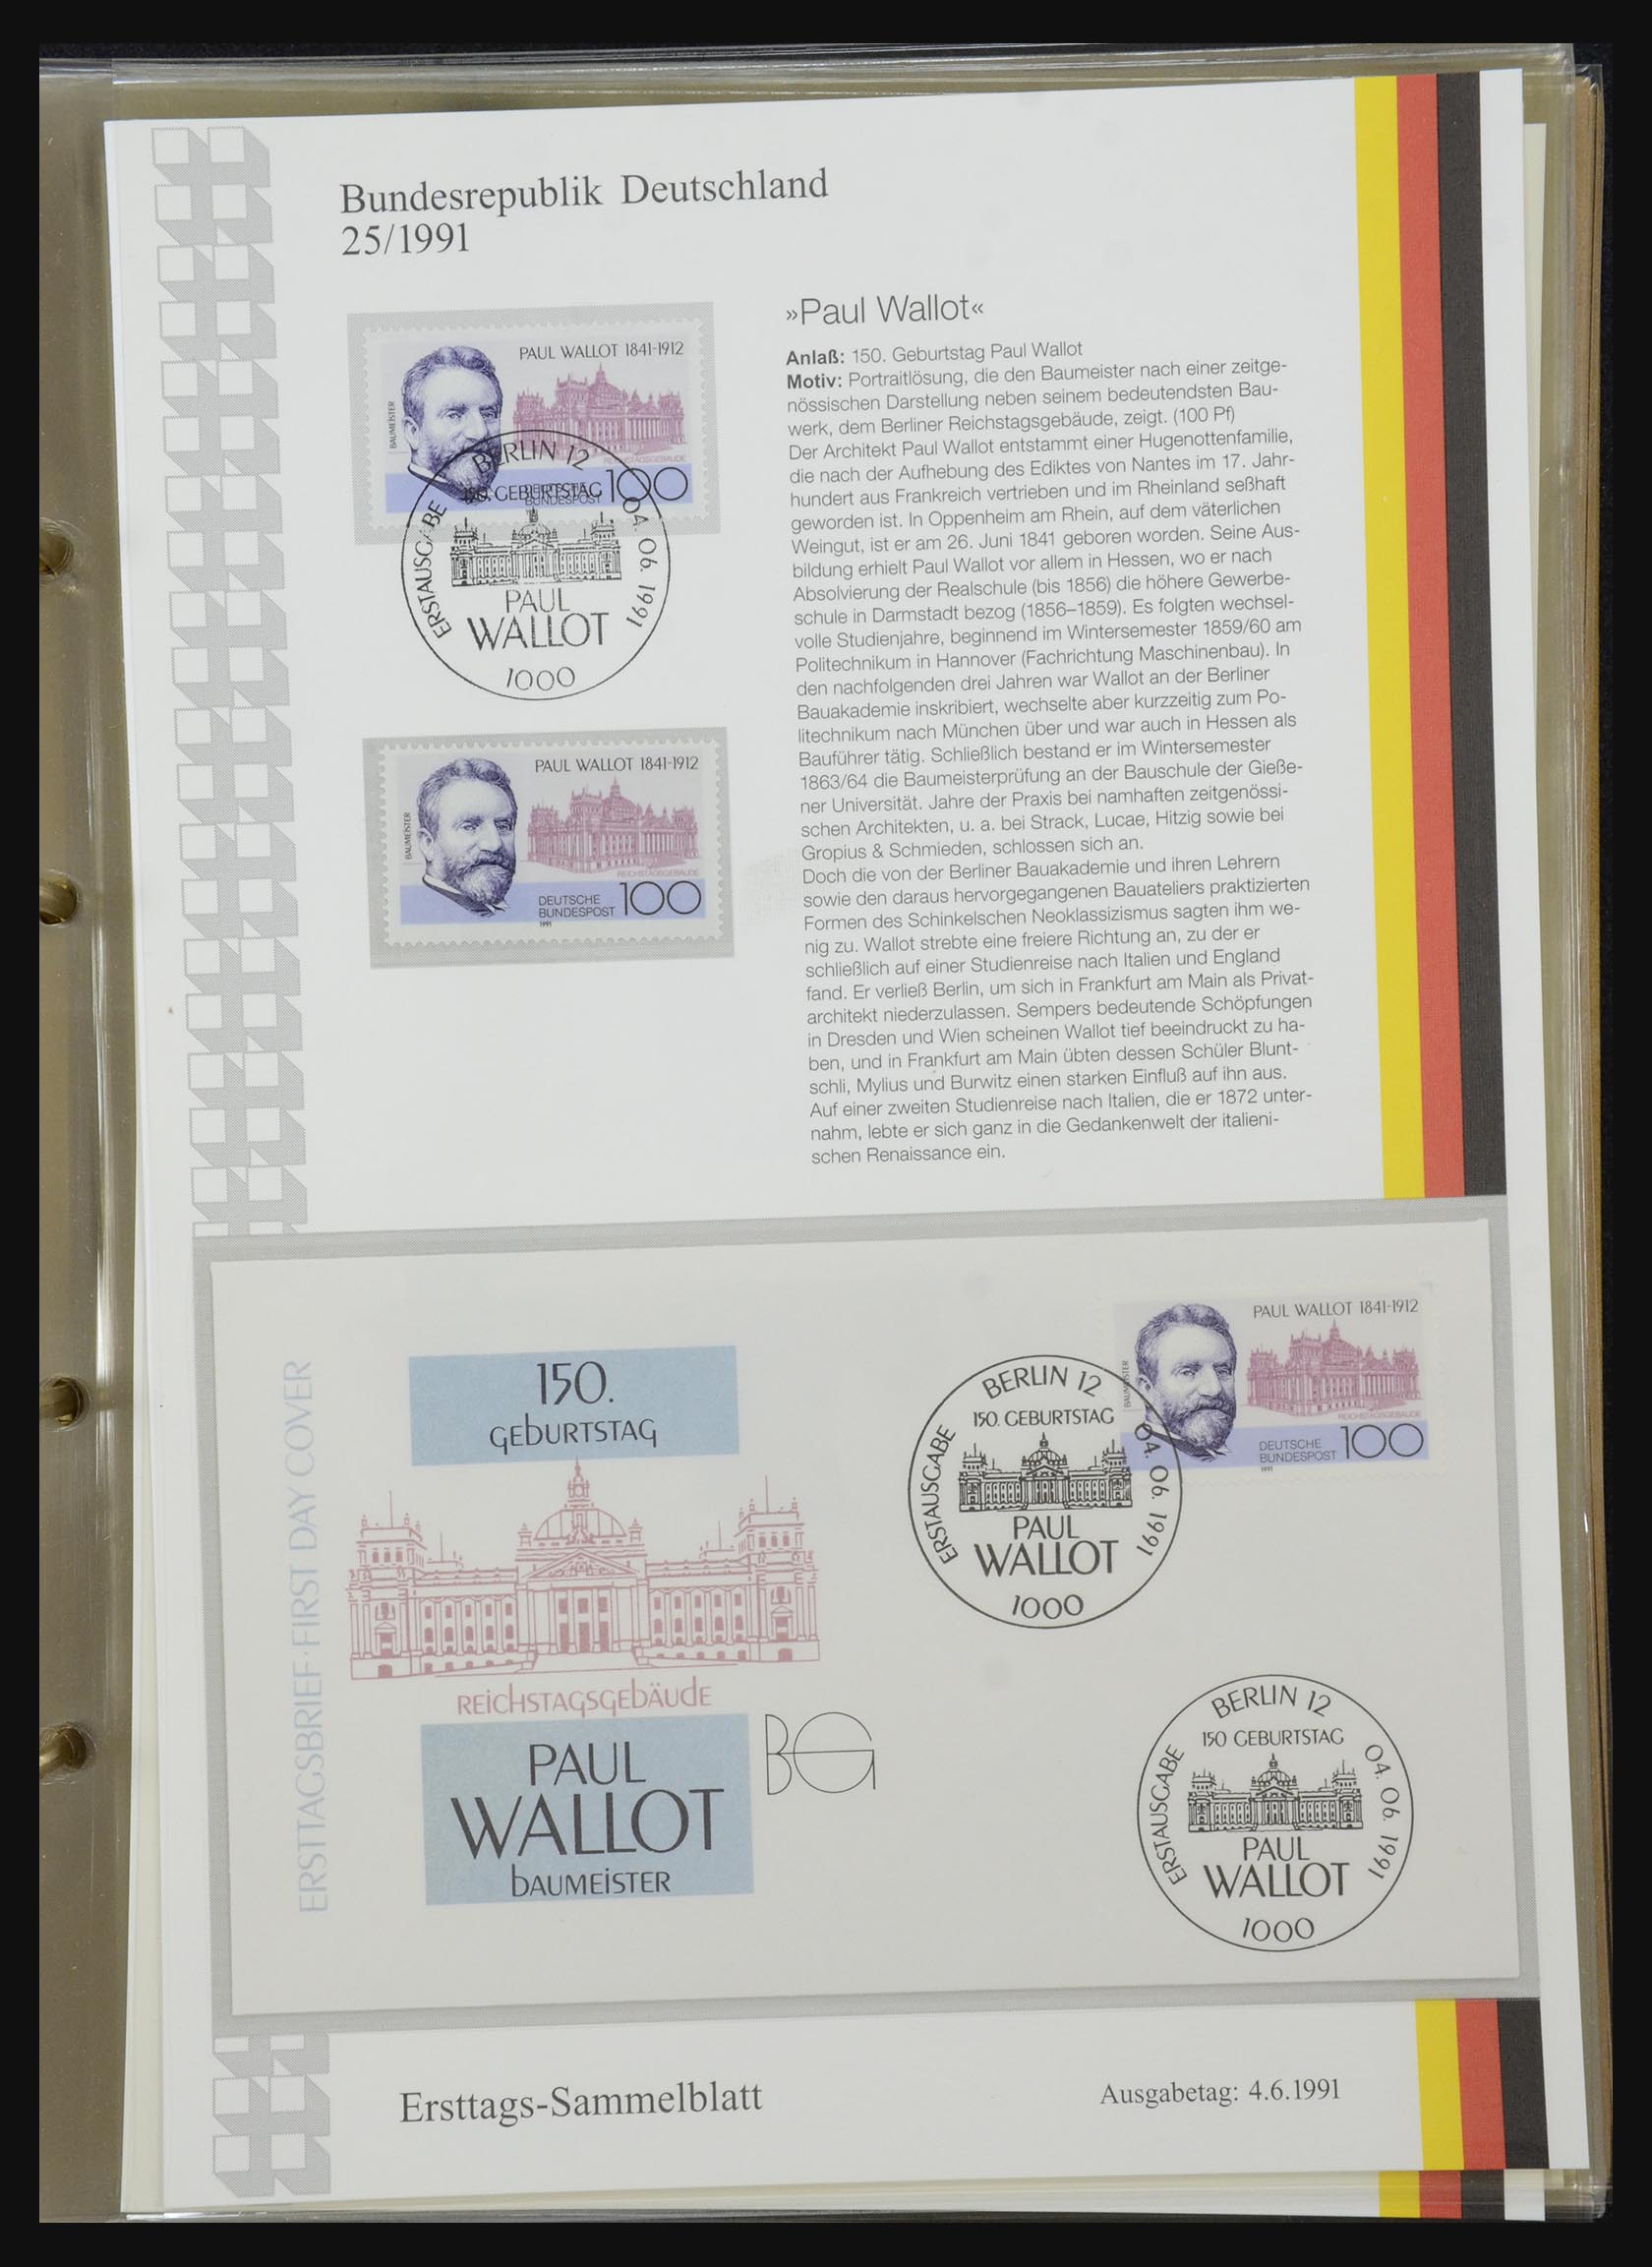 Bundesrepublik Deutschland
25/1991
PAUL WALLOT 1841-1912
BAUMEISTER
REICHSTAGSGEBÄUDE
DEUTSCHE
BUNDESPOST
100
BERLIN 12
150. GEBURTSTAG
ERSTAUSGABE
04. 06. 1991
PAUL
WALLOT
1000
PAUL WALLOT 1841-1912
BAUMEISTER
REICHSTAGSGEBÄUDE
DEUTSCHE
BUNDESPOST
100
1991
»Paul Wallot«
Anlaß: 150. Geburtstag Paul Wallot
Motiv: Portraitlösung, die den Baumeister nach einer zeitge-
nössischen Darstellung neben seinem bedeutendsten Bau-
werk, dem Berliner Reichstagsgebäude, zeigt. (100 Pf)
Der Architekt Paul Wallot entstammt einer Hugenottenfamilie,
die nach der Aufhebung des Ediktes von Nantes im 17. Jahr-
hundert aus Frankreich vertrieben und im Rheinland seßhaft
geworden ist. In Oppenheim am Rhein, auf dem väterlichen
Weingut, ist er am 26. Juni 1841 geboren worden. Seine Aus-
bildung erhielt Paul Wallot vor allem in Hessen, wo er nach
Absolvierung der Realschule (bis 1856) die höhere Gewerbe-
schule in Darmstadt bezog (1856–1859). Es folgten wechsel-
volle Studienjahre, beginnend im Wintersemester 1859/60 am
Politechnikum in Hannover (Fachrichtung Maschinenbau). In
den nachfolgenden drei Jahren war Wallot an der Berliner
Bauakademie inskribiert, wechselte aber kurzzeitig zum Po-
litechnikum nach München über und war auch in Hessen als
Bauführer tätig. Schließlich bestand er im Wintersemester
1863/64 die Baumeisterprüfung an der Bauschule der Gieße-
ner Universität. Jahre der Praxis bei namhaften zeitgenössi-
schen Architekten, u. a. bei Strack, Lucae, Hitzig sowie bei
Gropius & Schmieden, schlossen sich an.
Doch die von der Berliner Bauakademie und ihren Lehrern
sowie den daraus hervorgegangenen Bauateliers praktizierten
Formen des Schinkelschen Neoklassizismus sagten ihm we-
nig zu. Wallot strebte eine freiere Richtung an, zu der er
schließlich auf einer Studienreise nach Italien und England
fand. Er verließ Berlin, um sich in Frankfurt am Main als Privat-
architekt niederzulassen. Sempers bedeutende Schöpfungen
in Dresden und Wien scheinen Wallot tief beeindruckt zu ha-
ben, und in Frankfurt am Main übten dessen Schüler Blunt-
schli, Mylius und Burwitz einen starken Einfluß auf ihn aus.
Auf einer zweiten Studienreise nach Italien, die er 1872 unter-
nahm, lebte er sich ganz in die Gedankenwelt der italieni-
schen Renaissance ein.
ERSTTAGSBRIEF·FIRST DAY COVER
150.
GEBURTSTAG
REICHSTAGSGEBÄUDE
PAUL
WALLOT
BAUMEISTER
BG
PAUL WALLOT 1841-1912
BAUMEISTER
REICHSTAGSGEBÄUDE
DEUTSCHE
BUNDESPOST
100
1991
BERLIN 12
150. GEBURTSTAG
ERSTAUSGABE
04. 06. 1991
PAUL
WALLOT
1000
BERLIN 12
150 GEBURTSTAG
ERSTAUSGABE
04. 06. 1991
PAUL
WALLOT
1000
Ersttags-Sammelblatt
Ausgabetag: 4.6.1991